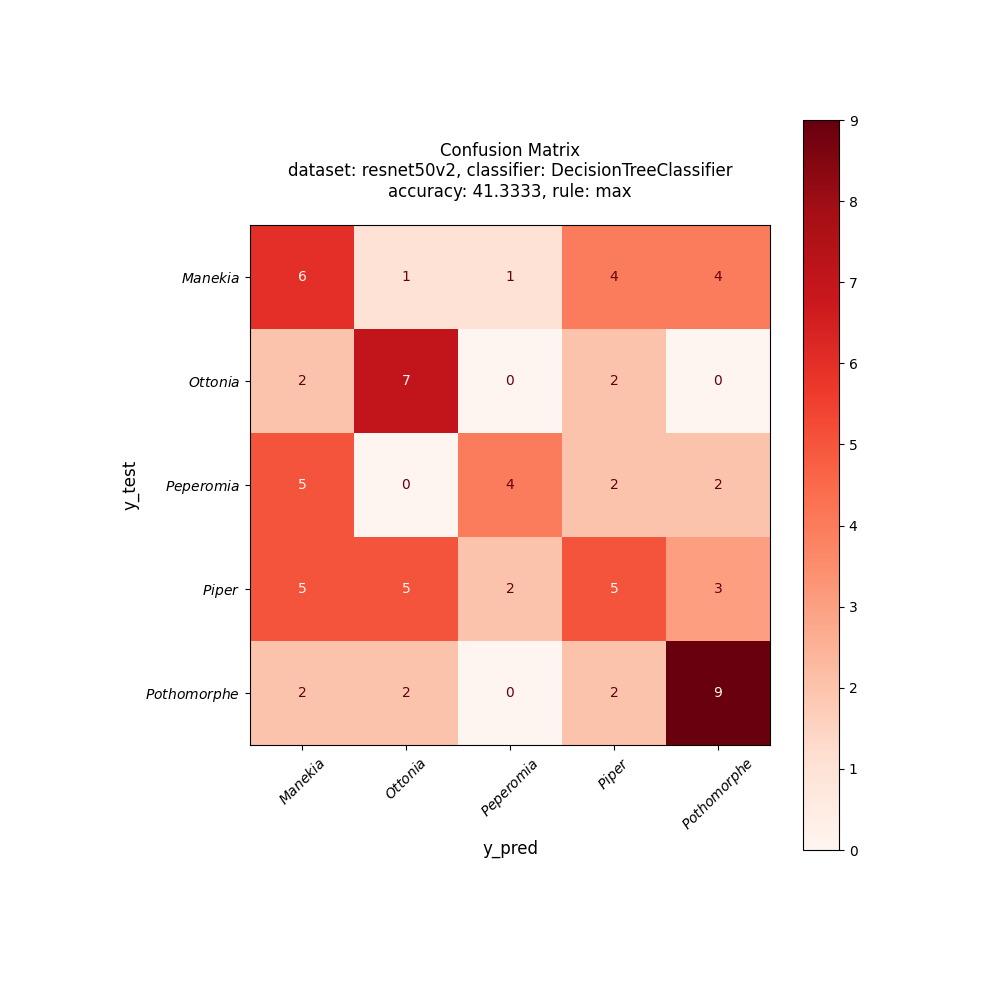 Confusion Matrix
dataset: resnet50v2, classifier: DecisionTreeClassifier
accuracy: 41.3333, rule: max
Manekia 6 1 1 4 4
Ottonia 2 7 0 2 0
Peperomia 5 0 4 2 2
Piper 5 5 2 5 3
Pothomorphe 2 2 0 2 9
Manekia Ottonia Peperomia Piper Pothomorphe
y_pred
y_test
9
8
7
6
5
4
3
2
1
0